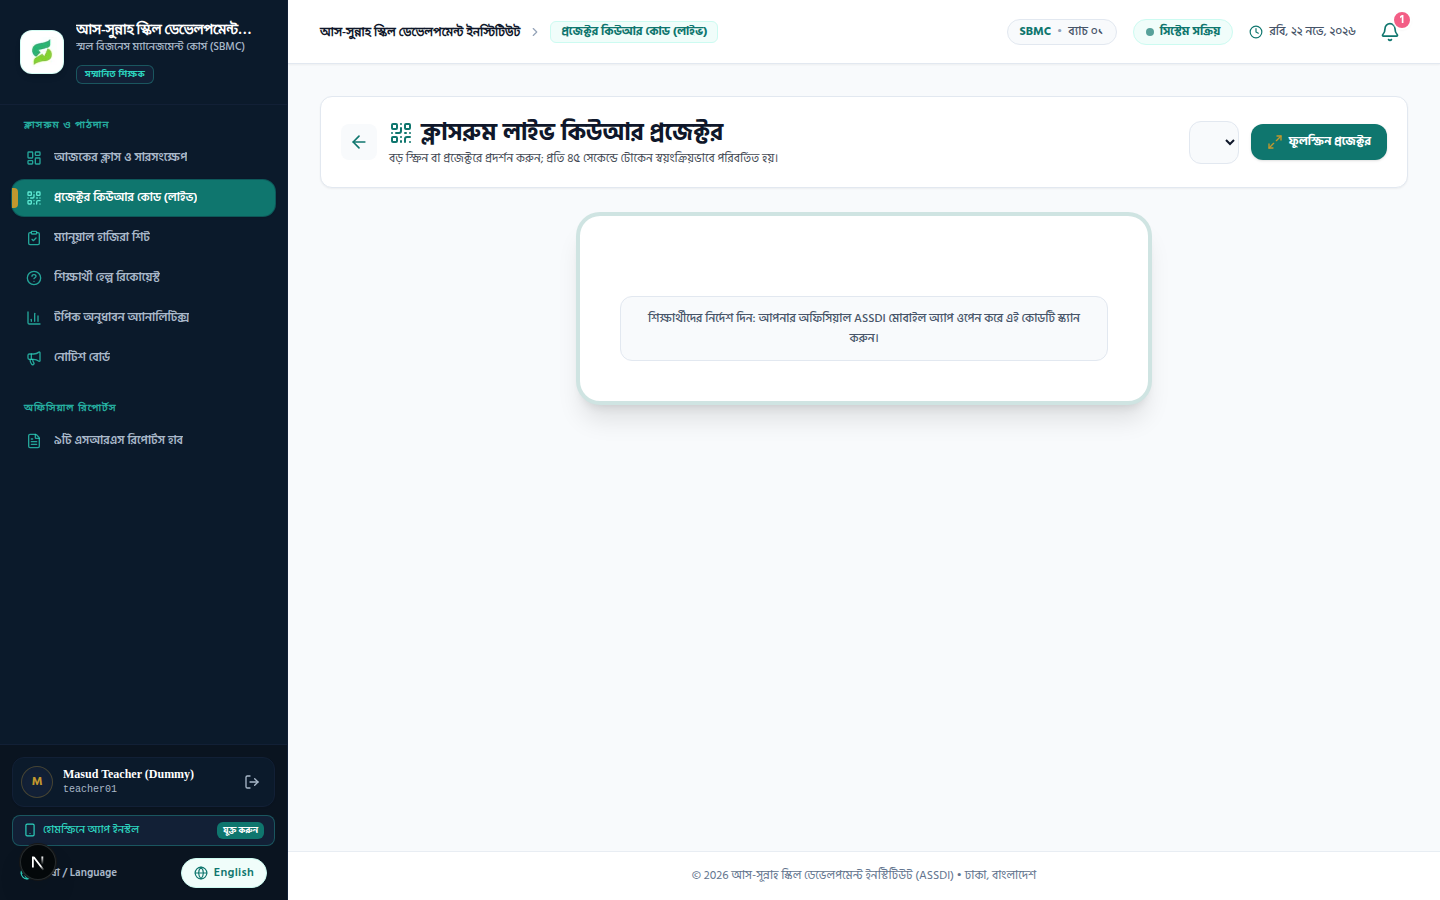 আস-সুন্নাহ স্কিল ডেভেলপমেন্ট...
স্মল বিজনেস ম্যানেজমেন্ট কোর্স (SBMC)
সম্মানিত শিক্ষক
ক্লাসরুম ও পাঠদান
আজকের ক্লাস ও সারসংক্ষেপ
প্রজেক্টর কিউআর কোড (লাইভ)
ম্যানুয়াল হাজিরা শিট
শিক্ষার্থী হেল্প রিকোয়েস্ট
টপিক অনুধাবন অ্যানালিটিক্স
নোটিশ বোর্ড
অফিসিয়াল রিপোর্টস
৯টি এসআরএস রিপোর্টস হাব
M
Masud Teacher (Dummy)
teacher01
হোমস্ক্রিনে অ্যাপ ইনস্টল
যুক্ত করুন
N
/ Language
English
আস-সুন্নাহ স্কিল ডেভেলপমেন্ট ইনস্টিটিউট
প্রজেক্টর কিউআর কোড (লাইভ)
SBMC • ব্যাচ ০১
সিস্টেম সক্রিয়
রবি, ২২ নভে, ২০২৬
1
ক্লাসরুম লাইভ কিউআর প্রজেক্টর
বড় স্ক্রিন বা প্রজেক্টরে প্রদর্শন করুন; প্রতি ৪৫ সেকেন্ডে টোকেন স্বয়ংক্রিয়ভাবে পরিবর্তিত হয়।
ফুলস্ক্রিন প্রজেক্টর
শিক্ষার্থীদের নির্দেশ দিন: আপনার অফিসিয়াল ASSDI মোবাইল অ্যাপ ওপেন করে এই কোডটি স্ক্যান
করুন।
© 2026 আস-সুন্নাহ স্কিল ডেভেলপমেন্ট ইনস্টিটিউট (ASSDI) • ঢাকা, বাংলাদেশ